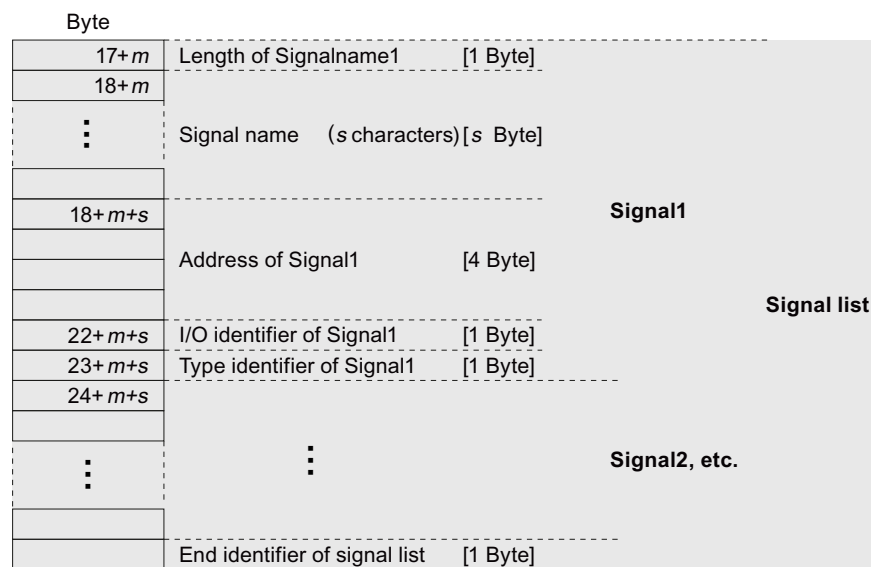 Byte
17+m Length of Signalname1 [1 Byte]
18+m
Signal name (s characters) [s Byte]
18+m+s Signal1
Address of Signal1 [4 Byte]
Signal list
22+m+s I/O identifier of Signal1 [1 Byte]
23+m+s Type identifier of Signal1 [1 Byte]
24+m+s
Signal2, etc.
End identifier of signal list [1 Byte]